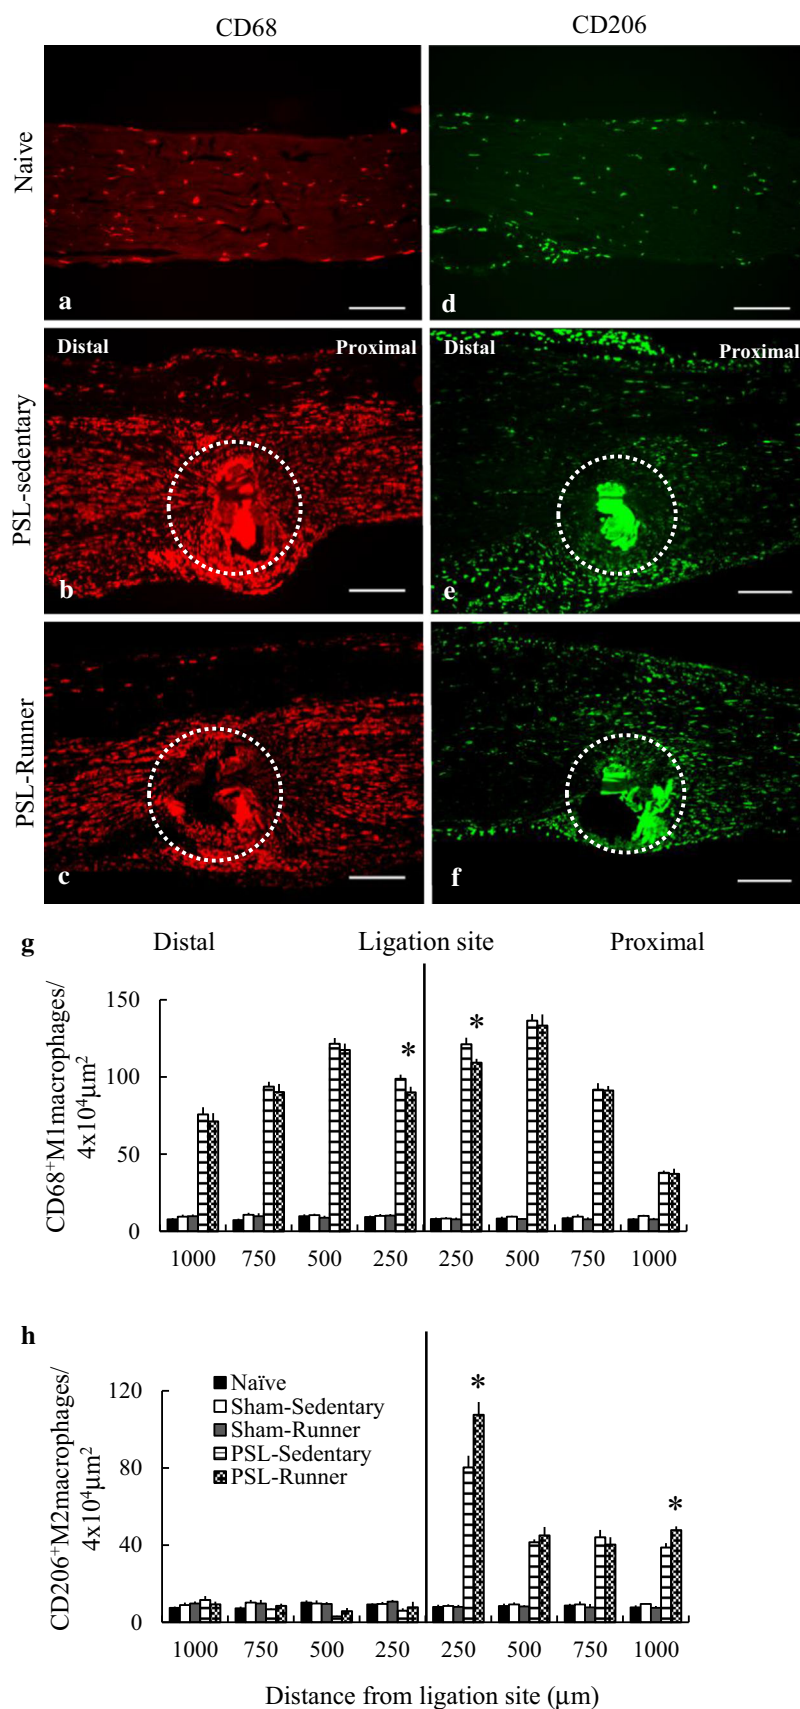 CD68 CD206
Naive
a d
PSL-sedentary
Distal Proximal Distal Proximal
b e
PSL-Runner
c f
g Distal Ligation site Proximal
CD68+M1macrophages/
4x10⁴μm²
150
100
50
0
* *
1000 750 500 250 250 500 750 1000
h
CD206+M2macrophages/
4x10⁴μm²
120
80
40
0
Naïve
Sham-Sedentary
Sham-Runner
PSL-Sedentary
PSL-Runner
* *
1000 750 500 250 250 500 750 1000
Distance from ligation site (μm)